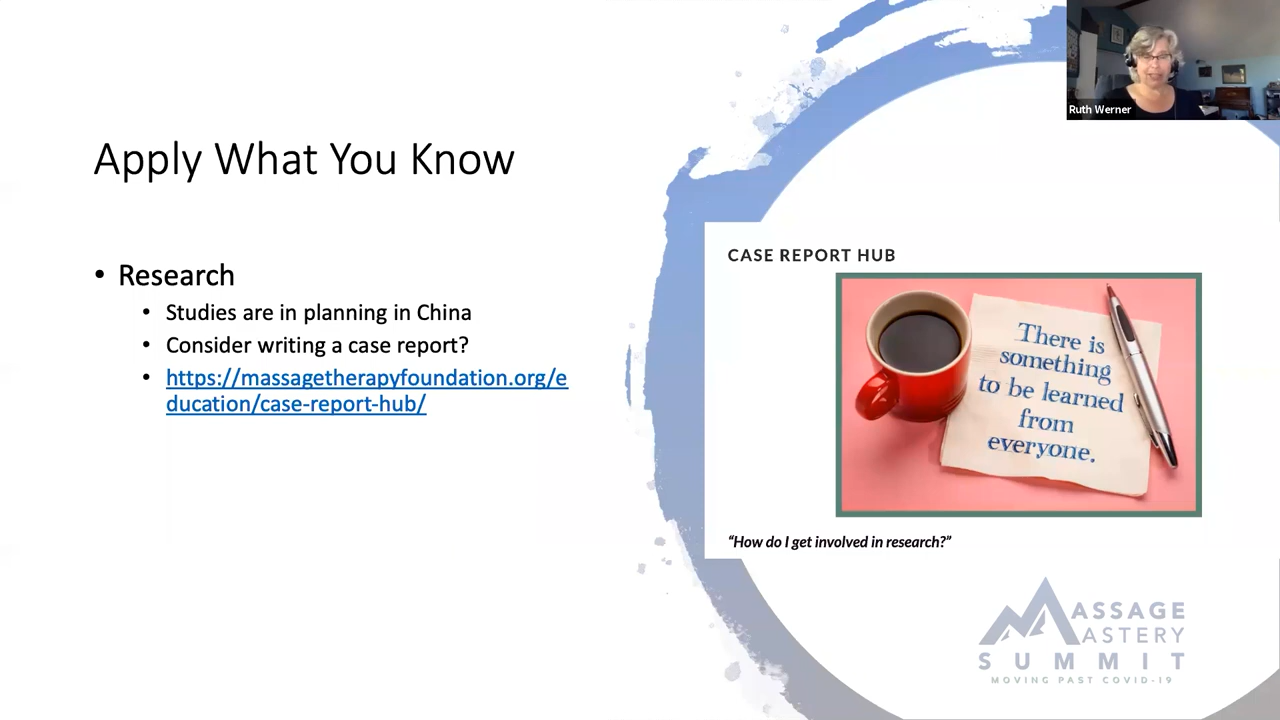 Ruth Werner
Apply What You Know
• Research
• Studies are in planning in China
• Consider writing a case report?
• https://massagetherapyfoundation.org/e
ducation/case-report-hub/
CASE REPORT HUB
There is
something
to be learned
from
everyone.
“How do I get involved in research?”
MASSAGE
MASTERY
SUMMIT
MOVING PAST COVID-19